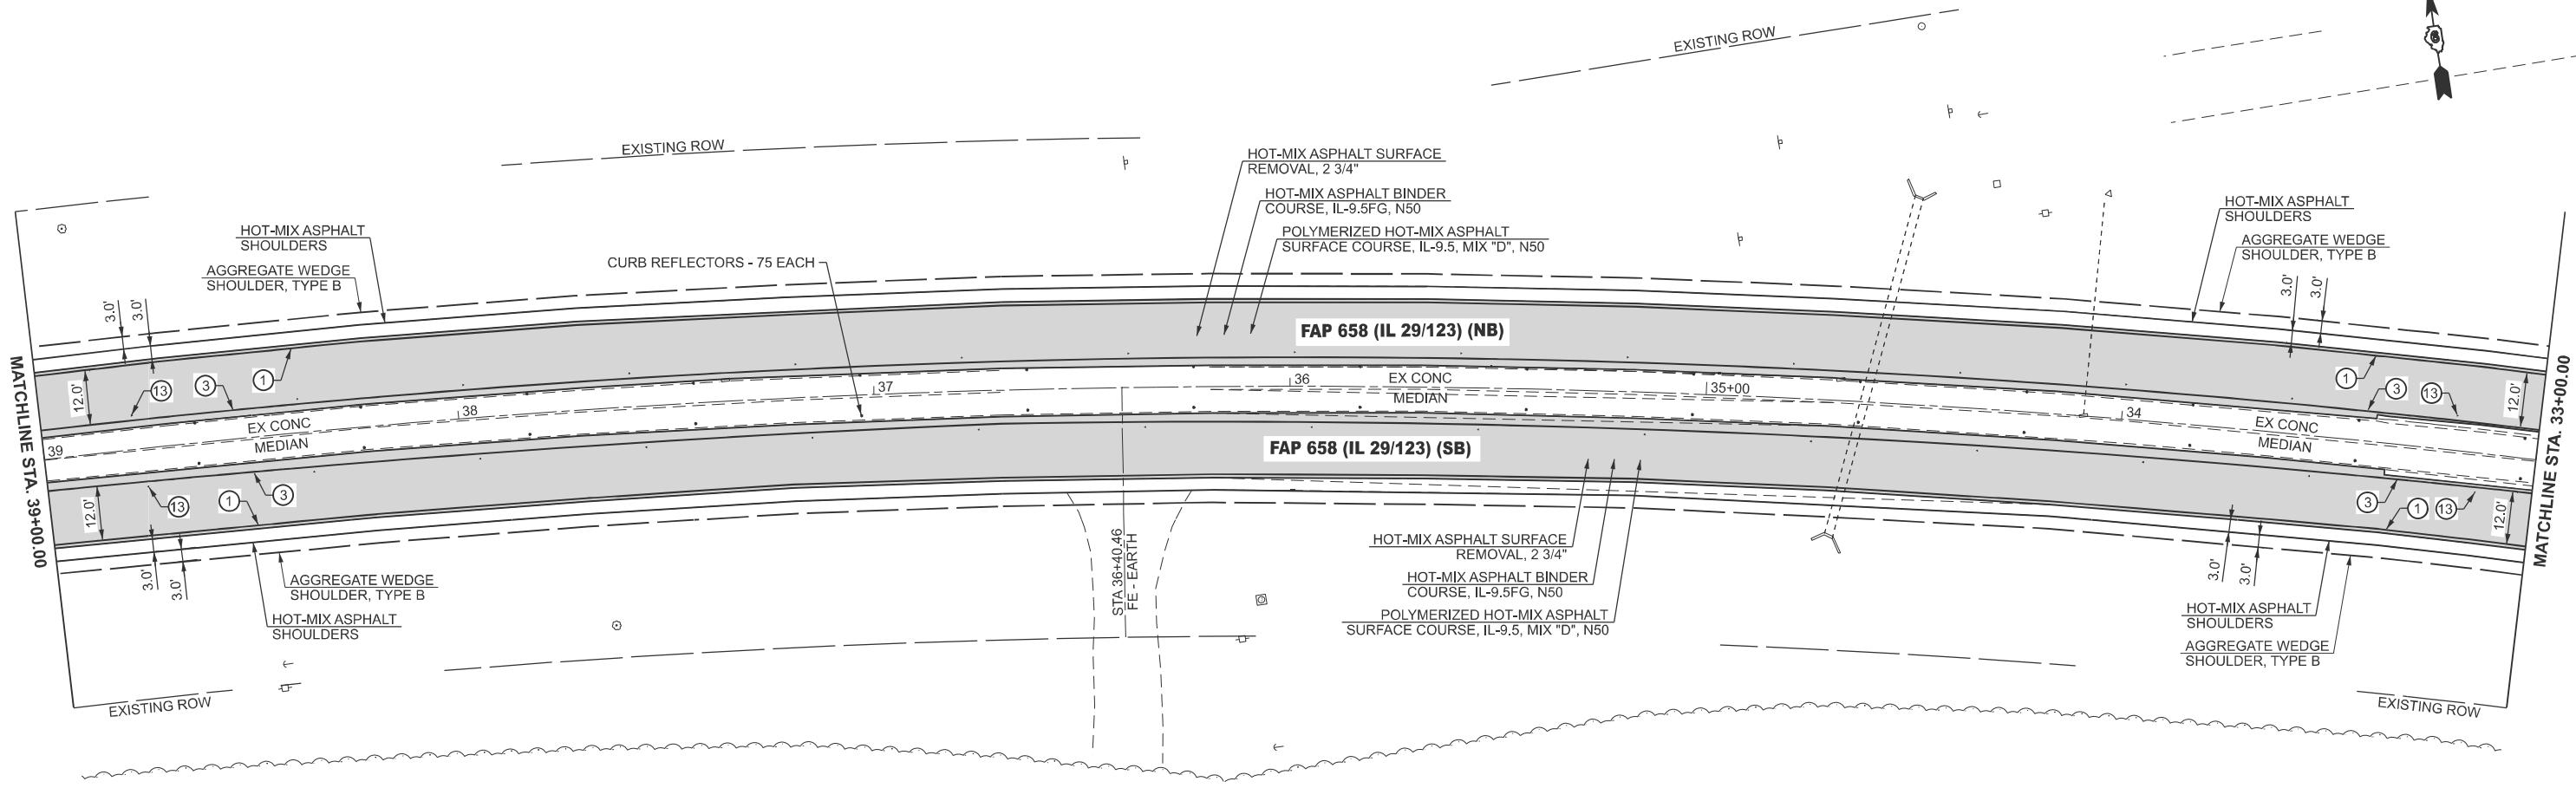 EXISTING ROW
6
EXISTING ROW
HOT-MIX ASPHALT SURFACE
REMOVAL, 2 3/4"
HOT-MIX ASPHALT BINDER
COURSE, IL-9.5FG, N50
POLYMERIZED HOT-MIX ASPHALT
SURFACE COURSE, IL-9.5, MIX "D", N50
HOT-MIX ASPHALT
SHOULDERS
AGGREGATE WEDGE
SHOULDER, TYPE B
CURB REFLECTORS - 75 EACH
HOT-MIX ASPHALT
SHOULDERS
AGGREGATE WEDGE
SHOULDER, TYPE B
3.0'
3.0'
3.0'
3.0'
FAP 658 (IL 29/123) (NB)
MATCHLINE STA. 39+00.00
12.0'
13
3
1
1
3
13
12.0'
MATCHLINE STA. 33+00.00
39
EX CONC
MEDIAN
38
37
36
EX CONC
MEDIAN
35+00
34
EX CONC
MEDIAN
FAP 658 (IL 29/123) (SB)
12.0'
13
1
3
3
1
13
12.0'
3.0'
3.0'
3.0'
3.0'
AGGREGATE WEDGE
SHOULDER, TYPE B
HOT-MIX ASPHALT
SHOULDERS
STA 36+40.46
FE - EARTH
HOT-MIX ASPHALT SURFACE
REMOVAL, 2 3/4"
HOT-MIX ASPHALT BINDER
COURSE, IL-9.5FG, N50
POLYMERIZED HOT-MIX ASPHALT
SURFACE COURSE, IL-9.5, MIX "D", N50
HOT-MIX ASPHALT
SHOULDERS
AGGREGATE WEDGE
SHOULDER, TYPE B
EXISTING ROW
EXISTING ROW